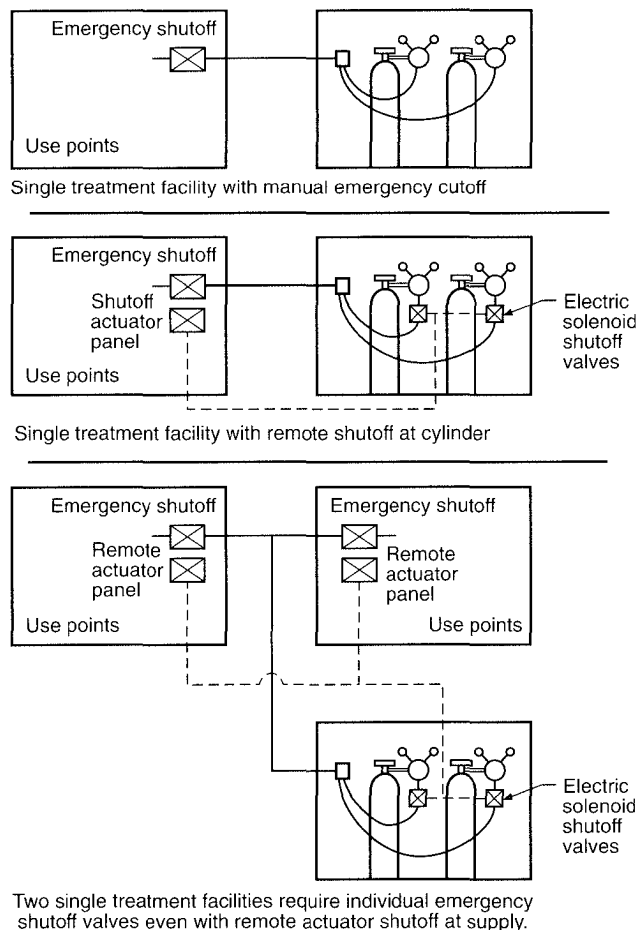 Emergency shutoff
Use points
Single treatment facility with manual emergency cutoff
Emergency shutoff
Shutoff
actuator
panel
Use points
Electric
solenoid
shutoff
valves
Single treatment facility with remote shutoff at cylinder
Emergency shutoff
Remote
actuator
panel
Use points
Emergency shutoff
Remote
actuator
panel
Use points
Electric
solenoid
shutoff
valves
Two single treatment facilities require individual emergency
shutoff valves even with remote actuator shutoff at supply.